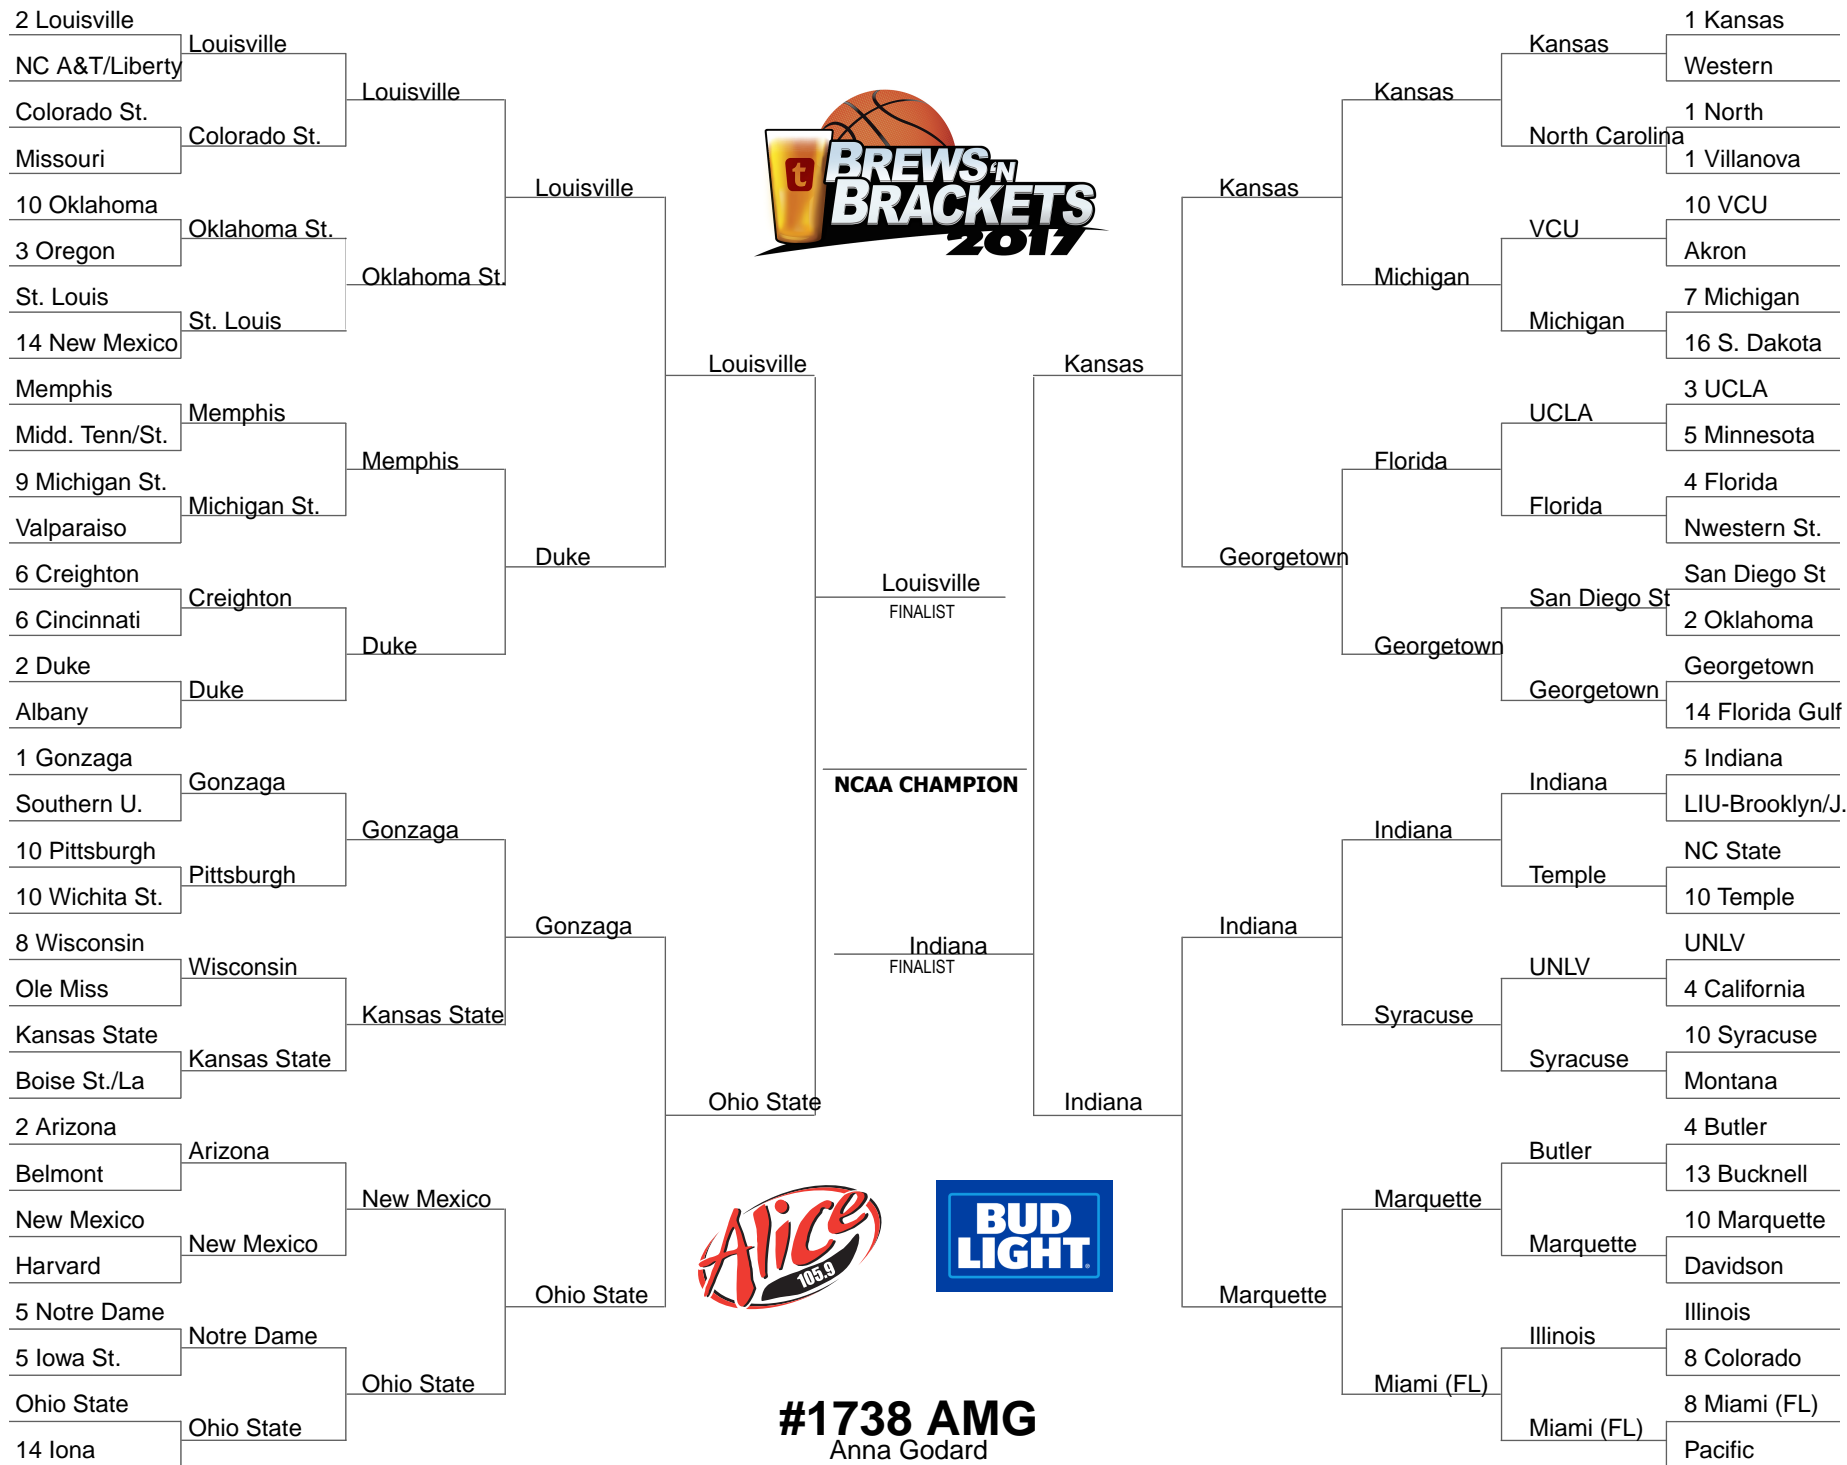 2 Louisville
NC A&T/Liberty
Colorado St.
Missouri
10 Oklahoma
3 Oregon
St. Louis
14 New Mexico
Memphis
Midd. Tenn/St.
9 Michigan St.
Valparaiso
6 Creighton
6 Cincinnati
2 Duke
Albany
1 Gonzaga
Southern U.
10 Pittsburgh
10 Wichita St.
8 Wisconsin
Ole Miss
Kansas State
Boise St./La
2 Arizona
Belmont
New Mexico
Harvard
5 Notre Dame
5 Iowa St.
Ohio State
14 Iona
Louisville
Colorado St.
Oklahoma St.
St. Louis
Memphis
Michigan St.
Creighton
Duke
Gonzaga
Pittsburgh
Wisconsin
Kansas State
Arizona
New Mexico
Notre Dame
Ohio State
Louisville
Oklahoma St.
Memphis
Duke
Gonzaga
Kansas State
New Mexico
Ohio State
Louisville
Duke
Gonzaga
Ohio State
Louisville
Ohio State
t
BREWS 'N
BRACKETS
2017
Louisville
FINALIST
NCAA CHAMPION
Indiana
FINALIST
Alice
105.9
BUD
LIGHT
#1738 AMG
Anna Godard
Kansas
Indiana
Kansas
Georgetown
Indiana
Marquette
Kansas
Michigan
Florida
Georgetown
Indiana
Syracuse
Marquette
Miami (FL)
Kansas
North Carolina
VCU
Michigan
UCLA
Florida
San Diego St
Georgetown
Indiana
Temple
UNLV
Syracuse
Butler
Marquette
Illinois
Miami (FL)
1 Kansas
Western
1 North
1 Villanova
10 VCU
Akron
7 Michigan
16 S. Dakota
3 UCLA
5 Minnesota
4 Florida
Nwestern St.
San Diego St
2 Oklahoma
Georgetown
14 Florida Gulf
5 Indiana
LIU-Brooklyn/J.
NC State
10 Temple
UNLV
4 California
10 Syracuse
Montana
4 Butler
13 Bucknell
10 Marquette
Davidson
Illinois
8 Colorado
8 Miami (FL)
Pacific